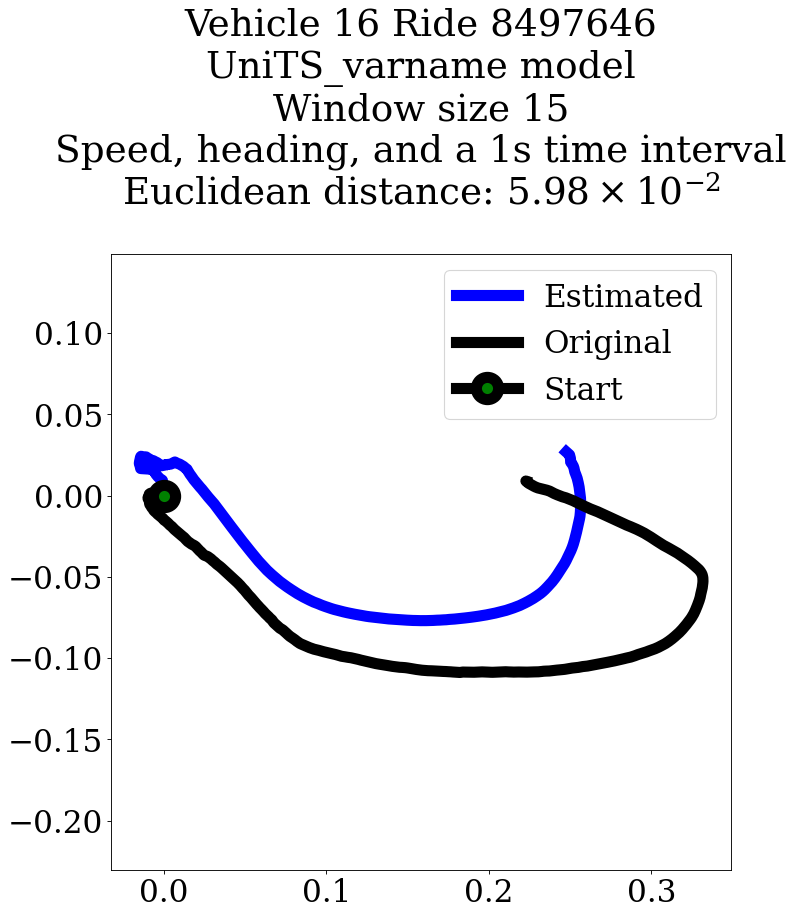 Vehicle 16 Ride 8497646
UniTS_varname model
Window size 15
Speed, heading, and a 1s time interval
Euclidean distance: 5.98 × 10⁻²
Estimated
Original
Start
0.10
0.05
0.00
−0.05
−0.10
−0.15
−0.20
0.0 0.1 0.2 0.3